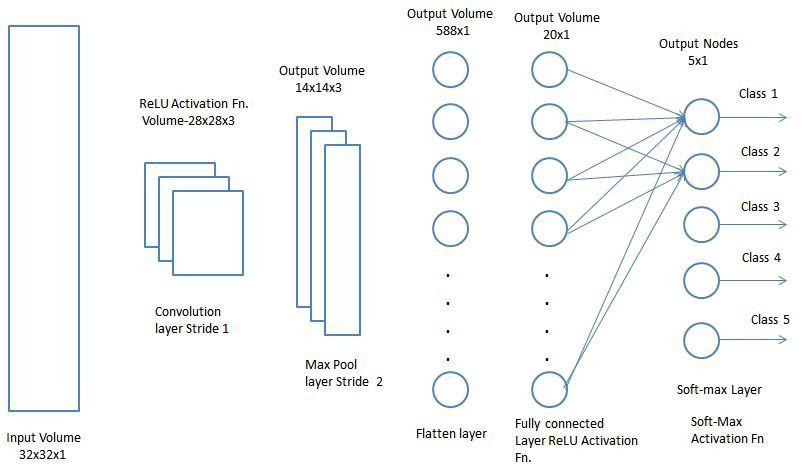 Input Volume
32x32x1
ReLU Activation Fn.
Volume-28x28x3
Convolution
layer Stride 1
Output Volume
14x14x3
Max Pool
layer Stride 2
Output Volume
588x1
Flatten layer
Output Volume
20x1
Fully connected
Layer ReLU Activation
Fn.
Output Nodes
5x1
Class 1
Class 2
Class 3
Class 4
Class 5
Soft-max Layer
Soft-Max
Activation Fn